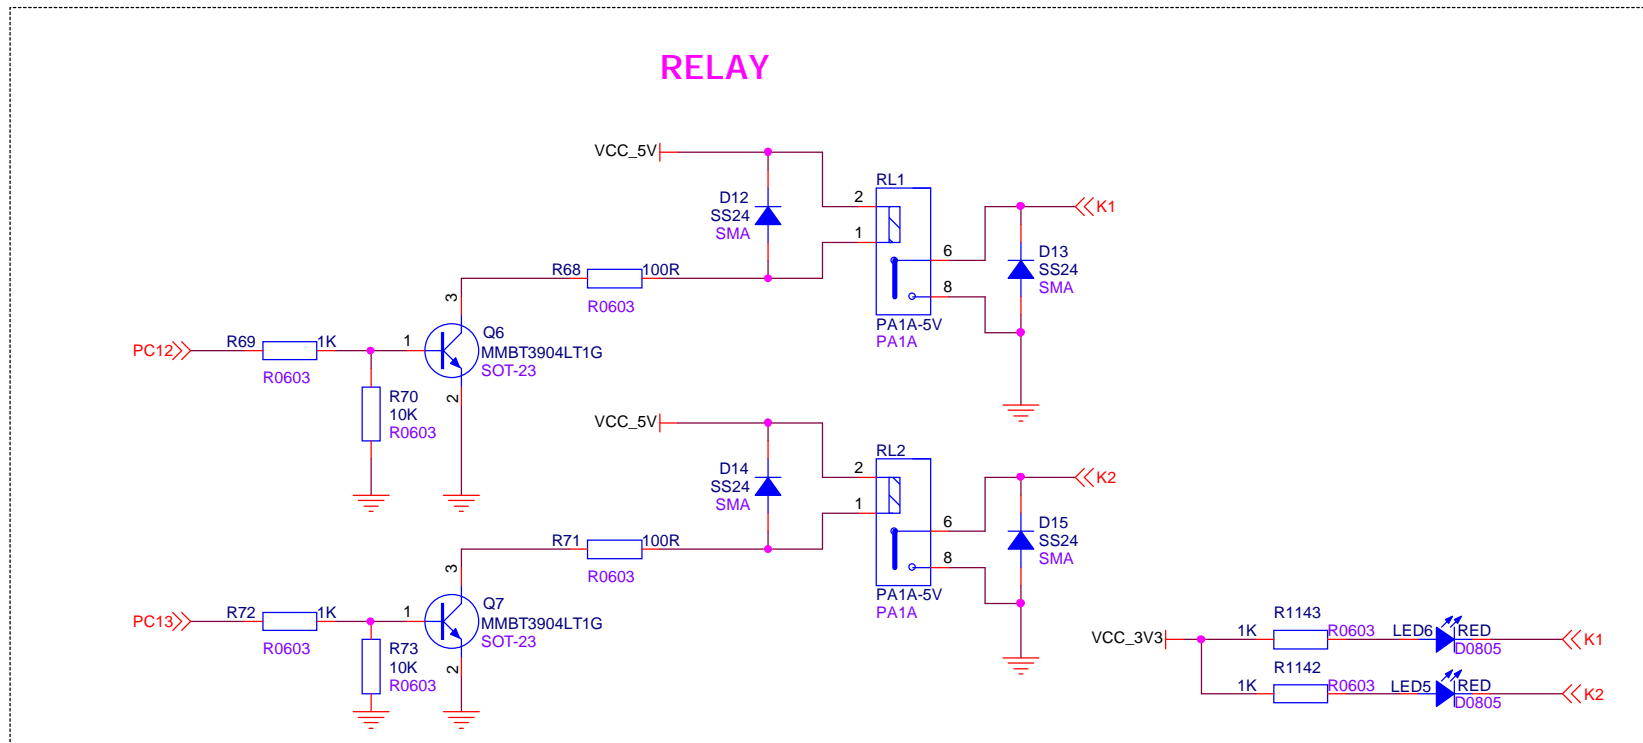 RELAY
VCC_5V
D12
SS24
SMA
RL1
2
1
6
8
PA1A-5V
PA1A
K1
D13
SS24
SMA
R68
100R
R0603
3
PC12
R69
1K
R0603
1
Q6
MMBT3904LT1G
SOT-23
2
R70
10K
R0603
VCC_5V
D14
SS24
SMA
RL2
2
1
6
8
PA1A-5V
PA1A
K2
D15
SS24
SMA
R71
100R
R0603
3
PC13
R72
1K
R0603
1
Q7
MMBT3904LT1G
SOT-23
2
R73
10K
R0603
VCC_3V3
R1143
1K
R0603
LED6
RED
D0805
K1
R1142
1K
R0603
LED5
RED
D0805
K2